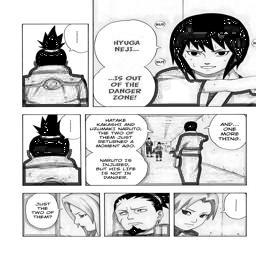 HYUGA
NEJI...
...IS OUT
OF THE
DANGER
ZONE!
HATAKE
KAKASHI AND
UZUMAKI NARUTO,
THE TWO OF
THEM JUST
RETURNED A
MOMENT AGO.
NARUTO IS
INJURED,
BUT HIS
LIFE IS
NOT IN
DANGER.
AND...
ONE
MORE
THING.
JUST
THE TWO OF
THEM?